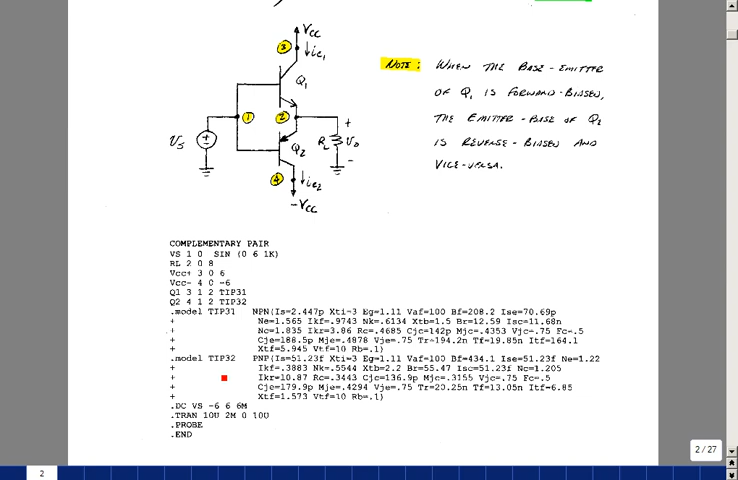 Vcc
③ ic1
NOTE: WHEN THE BASE-EMITTER
Q1
OF Q1 IS FORWARD-BIASED,
① ② +
THE EMITTER-BASE OF Q2
VS RL VO
Q2
IS REVERSE-BIASED AND
-
VICE-VERSA.
④ ic2
-Vcc
COMPLEMENTARY PAIR
VS 1 0 SIN (0 6 1K)
RL 2 0 8
Vcc+ 3 0 6
Vcc- 4 0 -6
Q1 3 1 2 TIP31
Q2 4 1 2 TIP32
.model TIP31 NPN(Is=2.447p Xti=3 Eg=1.11 Vaf=100 Bf=208.2 Ise=70.69p
+ Ne=1.565 Ikf=.9743 Nk=.6134 Xtb=1.5 Br=12.59 Isc=11.68n
+ Nc=1.835 Ikr=3.86 Rc=.4685 Cjc=142p Mjc=.4353 Vjc=.75 Fc=.5
+ Cje=188.5p Mje=.4878 Vje=.75 Tr=194.2n Tf=19.85n Itf=164.1
+ Xtf=5.945 Vtf=10 Rb=.1)
.model TIP32 PNP(Is=51.23f Xti=3 Eg=1.11 Vaf=100 Bf=434.1 Ise=51.23f Ne=1.22
+ Ikf=.3883 Nk=.5544 Xtb=2.2 Br=55.47 Isc=51.23f Nc=1.205
+ Ikr=10.87 Rc=.3443 Cjc=136.9p Mjc=.3155 Vjc=.75 Fc=.5
+ Cje=179.9p Mje=.4294 Vje=.75 Tr=20.25n Tf=13.05n Itf=6.85
+ Xtf=1.573 Vtf=10 Rb=.1)
.DC VS -6 6 6M
.TRAN 10U 2M 0 10U
.PROBE
.END
2 / 27
2